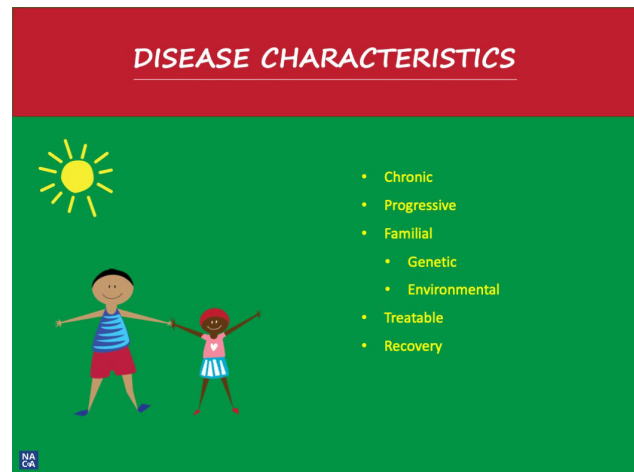 DISEASE CHARACTERISTICS
• Chronic
• Progressive
• Familial
• Genetic
• Environmental
• Treatable
• Recovery
NA
CoA